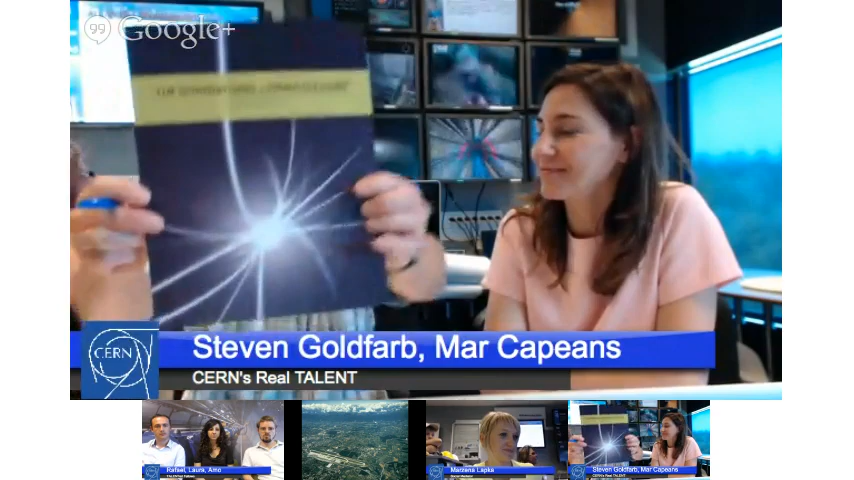 Google+
CERN
Steven Goldfarb, Mar Capeans
CERN's Real TALENT
Rafael, Laura, Arno
Marzena Lapka
Steven Goldfarb, Mar Capeans
CERN's Real TALENT